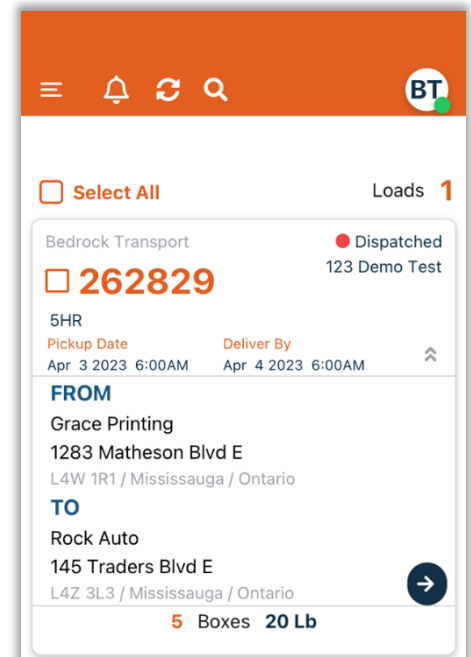 BT
Select All Loads 1
Bedrock Transport Dispatched
262829 123 Demo Test
5HR
Pickup Date Deliver By
Apr 3 2023 6:00AM Apr 4 2023 6:00AM
FROM
Grace Printing
1283 Matheson Blvd E
L4W 1R1 / Mississauga / Ontario
TO
Rock Auto
145 Traders Blvd E
L4Z 3L3 / Mississauga / Ontario
5 Boxes 20 Lb